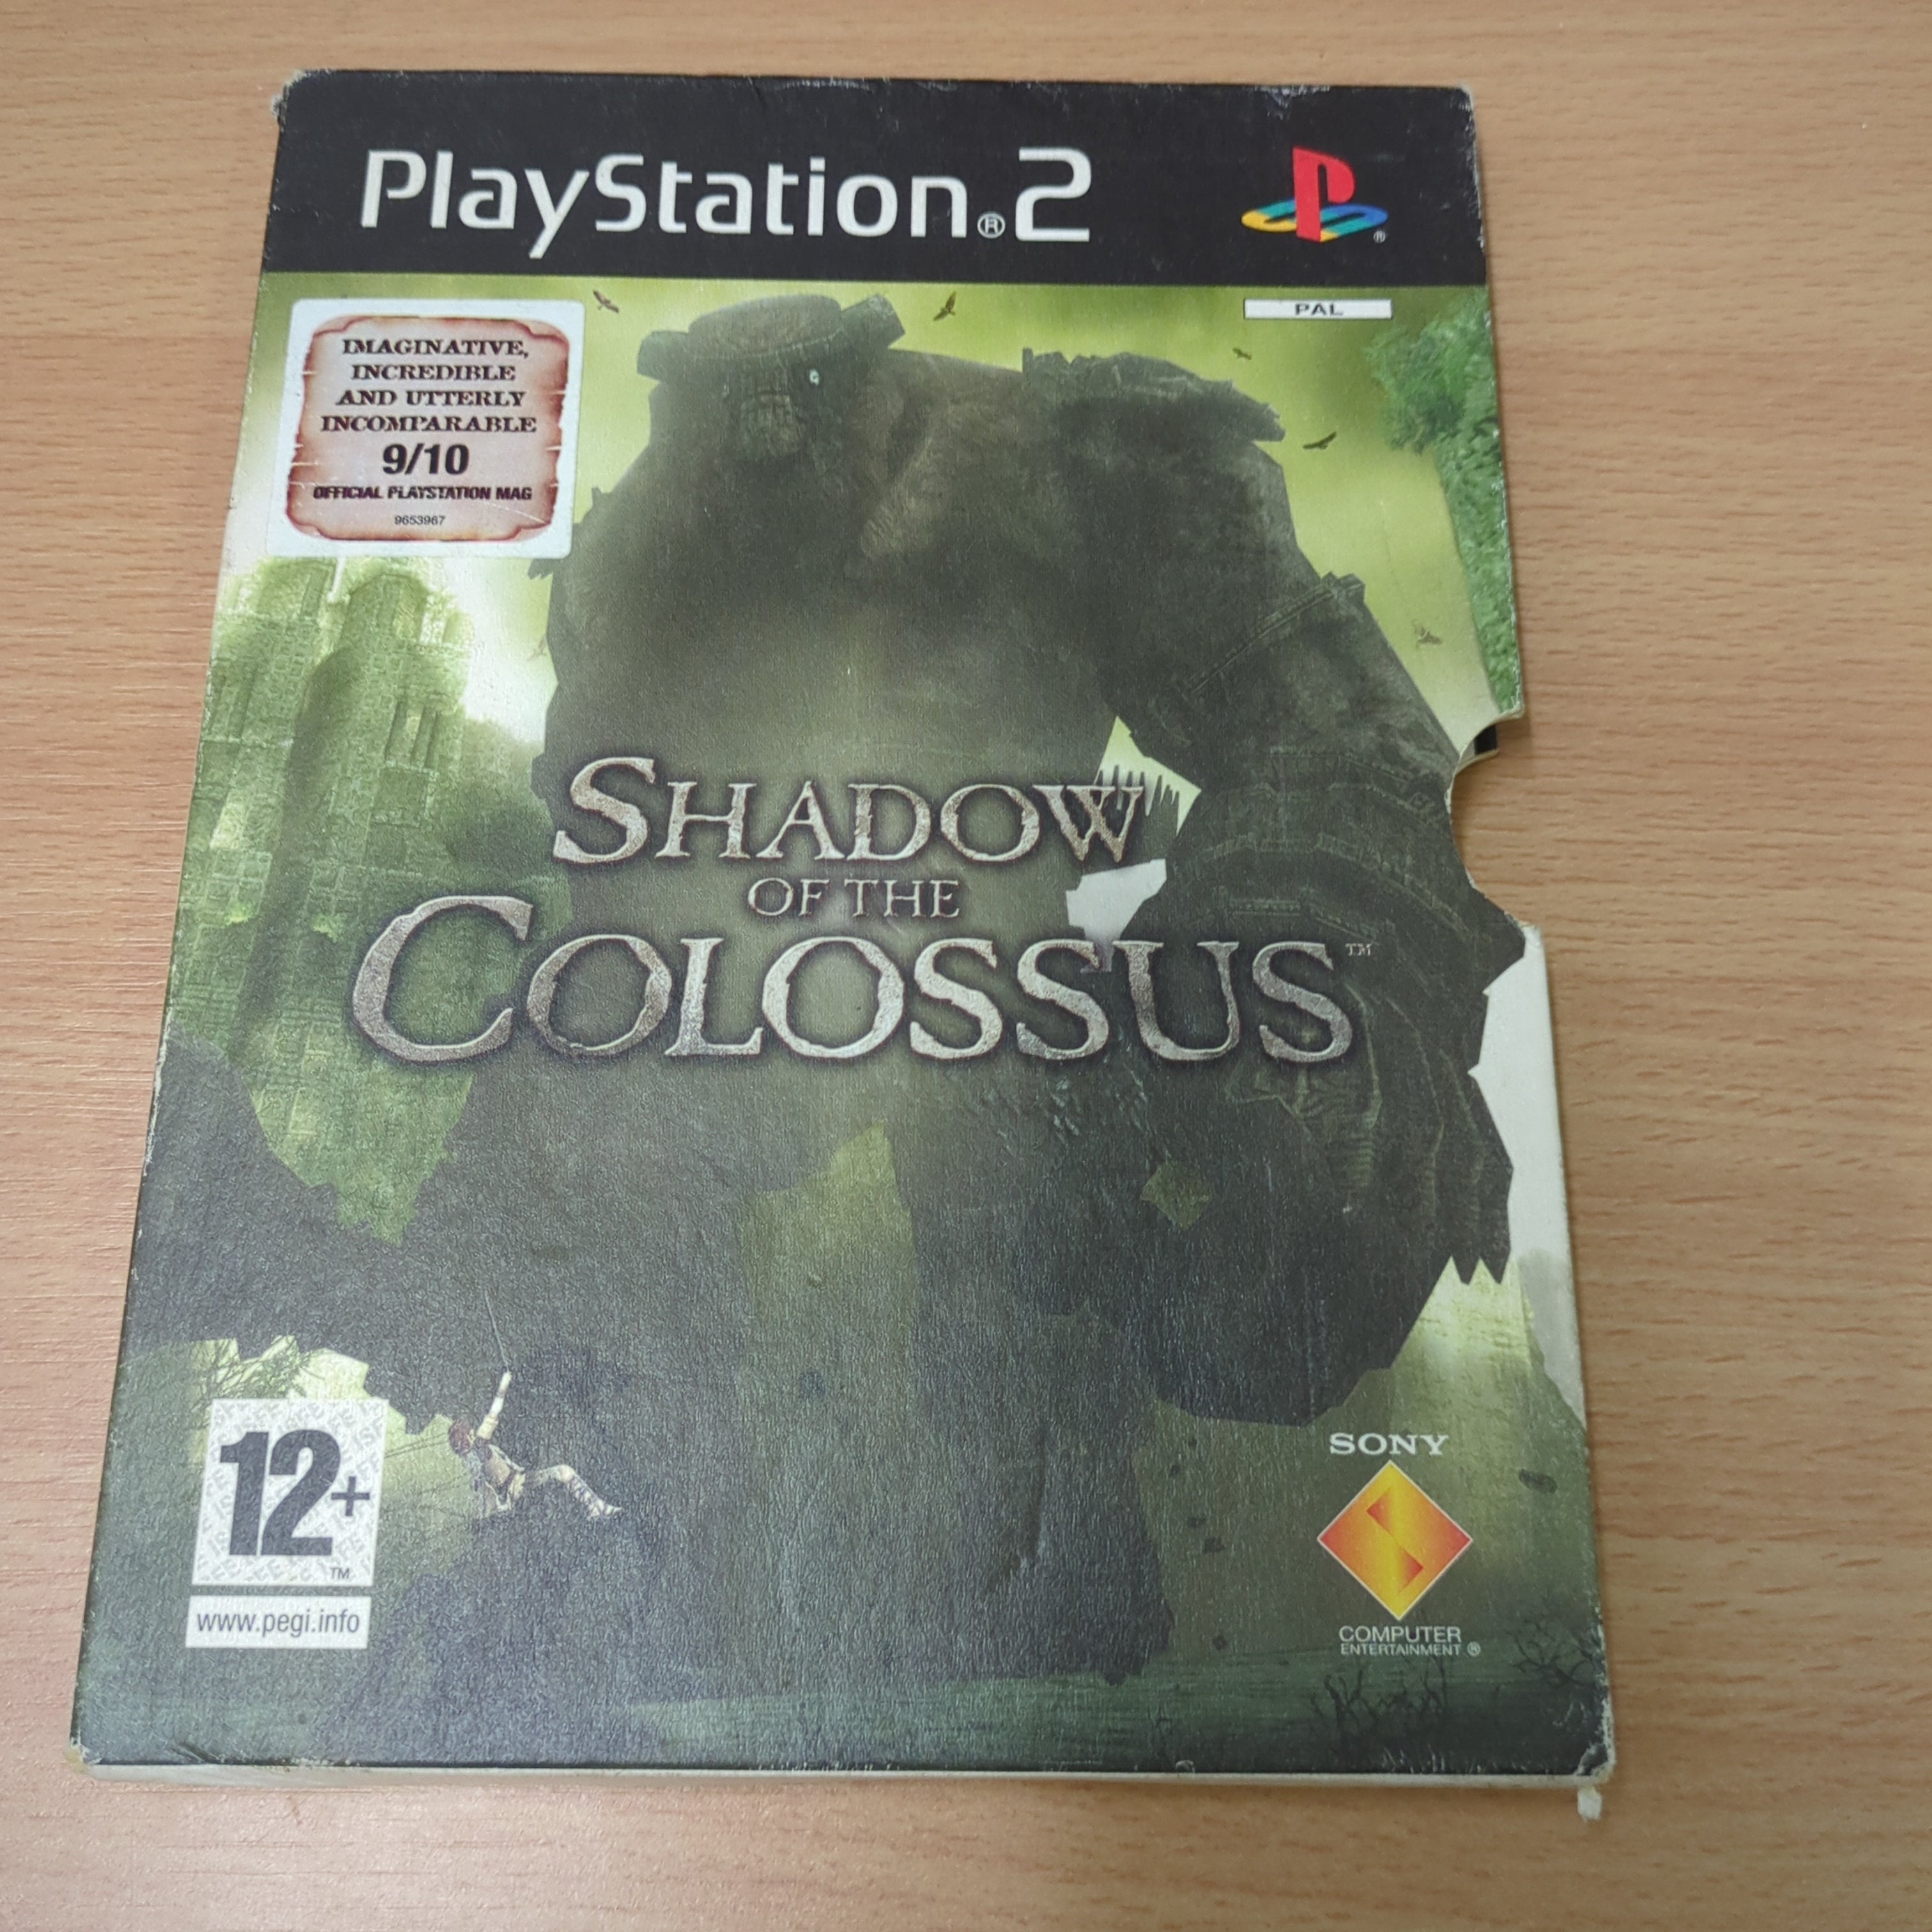 PlayStation®2
PAL
IMAGINATIVE,
INCREDIBLE
AND UTTERLY
INCOMPARABLE
9/10
OFFICIAL PLAYSTATION MAG
9653967
SHADOW
OF THE
COLOSSUS™
12+
™
www.pegi.info
SONY
COMPUTER
ENTERTAINMENT®